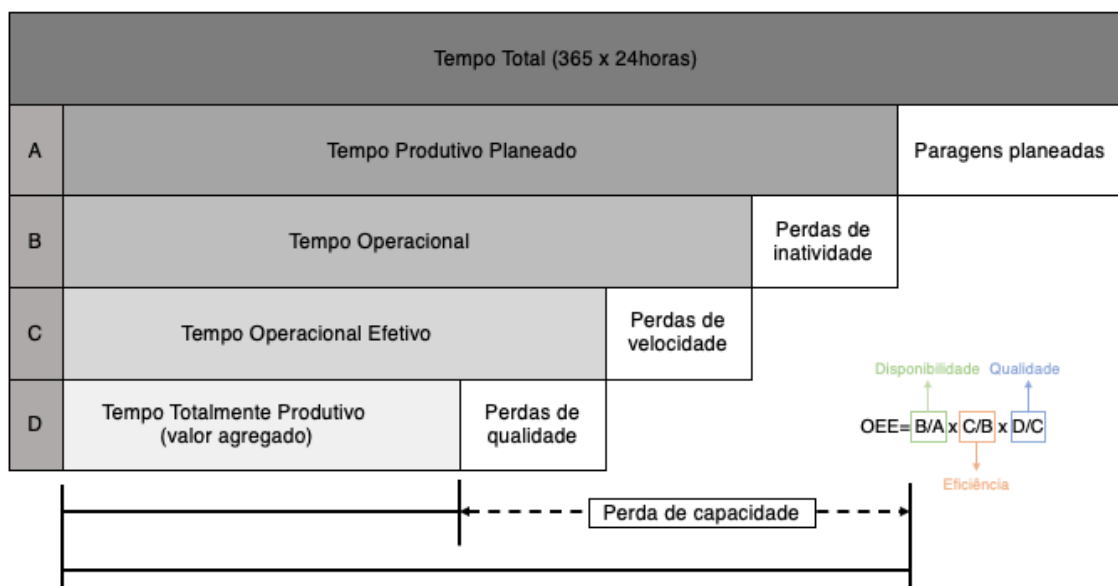 Tempo Total (365 x 24horas)
A
Tempo Produtivo Planeado
Paragens planeadas
B
Tempo Operacional
Perdas de
inatividade
C
Tempo Operacional Efetivo
Perdas de
velocidade
D
Tempo Totalmente Produtivo
(valor agregado)
Perdas de
qualidade
Disponibilidade Qualidade
OEE= B/A x C/B x D/C
Eficiência
Perda de capacidade